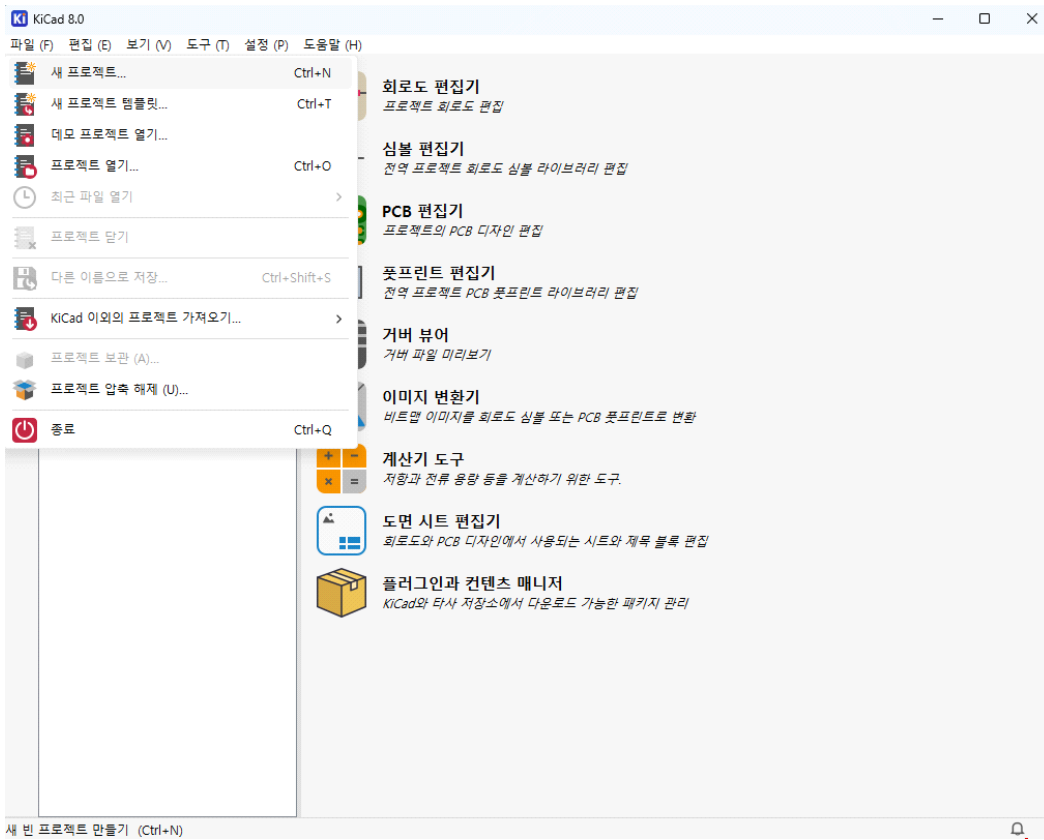 KiCad 8.0
파일 (F) 편집 (E) 보기 (V) 도구 (T) 설정 (P) 도움말 (H)
새 프로젝트... Ctrl+N
새 프로젝트 템플릿... Ctrl+T
데모 프로젝트 열기...
프로젝트 열기... Ctrl+O
최근 파일 열기
프로젝트 닫기
다른 이름으로 저장... Ctrl+Shift+S
KiCad 이외의 프로젝트 가져오기...
프로젝트 보관 (A)...
프로젝트 압축 해제 (U)...
종료 Ctrl+Q
회로도 편집기
프로젝트 회로도 편집
심볼 편집기
전역 프로젝트 회로도 심볼 라이브러리 편집
PCB 편집기
프로젝트의 PCB 디자인 편집
풋프린트 편집기
전역 프로젝트 PCB 풋프린트 라이브러리 편집
거버 뷰어
거버 파일 미리보기
이미지 변환기
비트맵 이미지를 회로도 심볼 또는 PCB 풋프린트로 변환
계산기 도구
저항과 전류 용량 등을 계산하기 위한 도구.
도면 시트 편집기
회로도와 PCB 디자인에서 사용되는 시트와 제목 블록 편집
플러그인과 컨텐츠 매니저
KiCad와 타사 저장소에서 다운로드 가능한 패키지 관리
새 빈 프로젝트 만들기 (Ctrl+N)